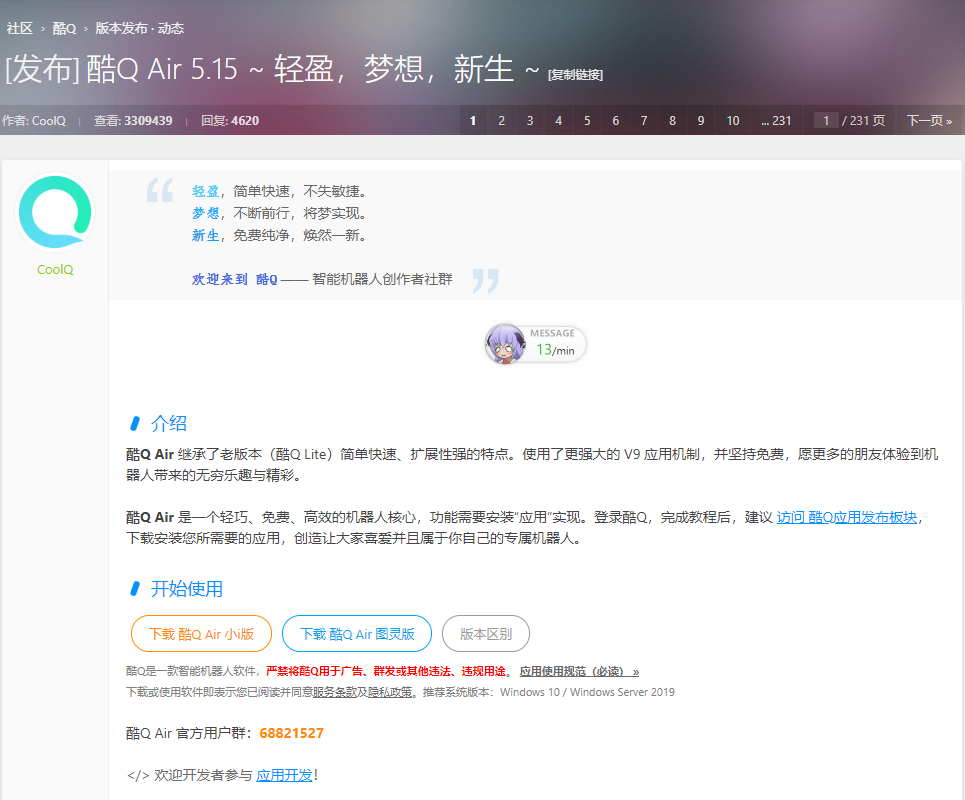 社区 › 酷Q › 版本发布 · 动态
[发布] 酷Q Air 5.15 ~ 轻盈，梦想，新生 ~ [复制链接]
作者: CoolQ | 查看: 3309439 | 回复: 4620 1 2 3 4 5 6 7 8 9 10 ... 231 1 / 231 页 下一页 »
CoolQ
轻盈，简单快速，不失敏捷。
梦想，不断前行，将梦实现。
新生，免费纯净，焕然一新。
欢迎来到 酷Q —— 智能机器人创作者社群
MESSAGE
13/min
介绍
酷Q Air 继承了老版本（酷Q Lite）简单快速、扩展性强的特点。使用了更强大的 V9 应用机制，并坚持免费，愿更多的朋友体验到机
器人带来的无穷乐趣与精彩。
酷Q Air 是一个轻巧、免费、高效的机器人核心，功能需要安装"应用"实现。登录酷Q，完成教程后，建议 访问 酷Q应用发布板块，
下载安装您所需要的应用，创造让大家喜爱并且属于你自己的专属机器人。
开始使用
下载 酷Q Air 小i版 下载 酷Q Air 图灵版 版本区别
酷Q是一款智能机器人软件，严禁将酷Q用于广告、群发或其他违法、违规用途。 应用使用规范（必读） »
下载或使用软件即表示您已阅读并同意服务条款及隐私政策。推荐系统版本：Windows 10 / Windows Server 2019
酷Q Air 官方用户群：68821527
</> 欢迎开发者参与 应用开发！